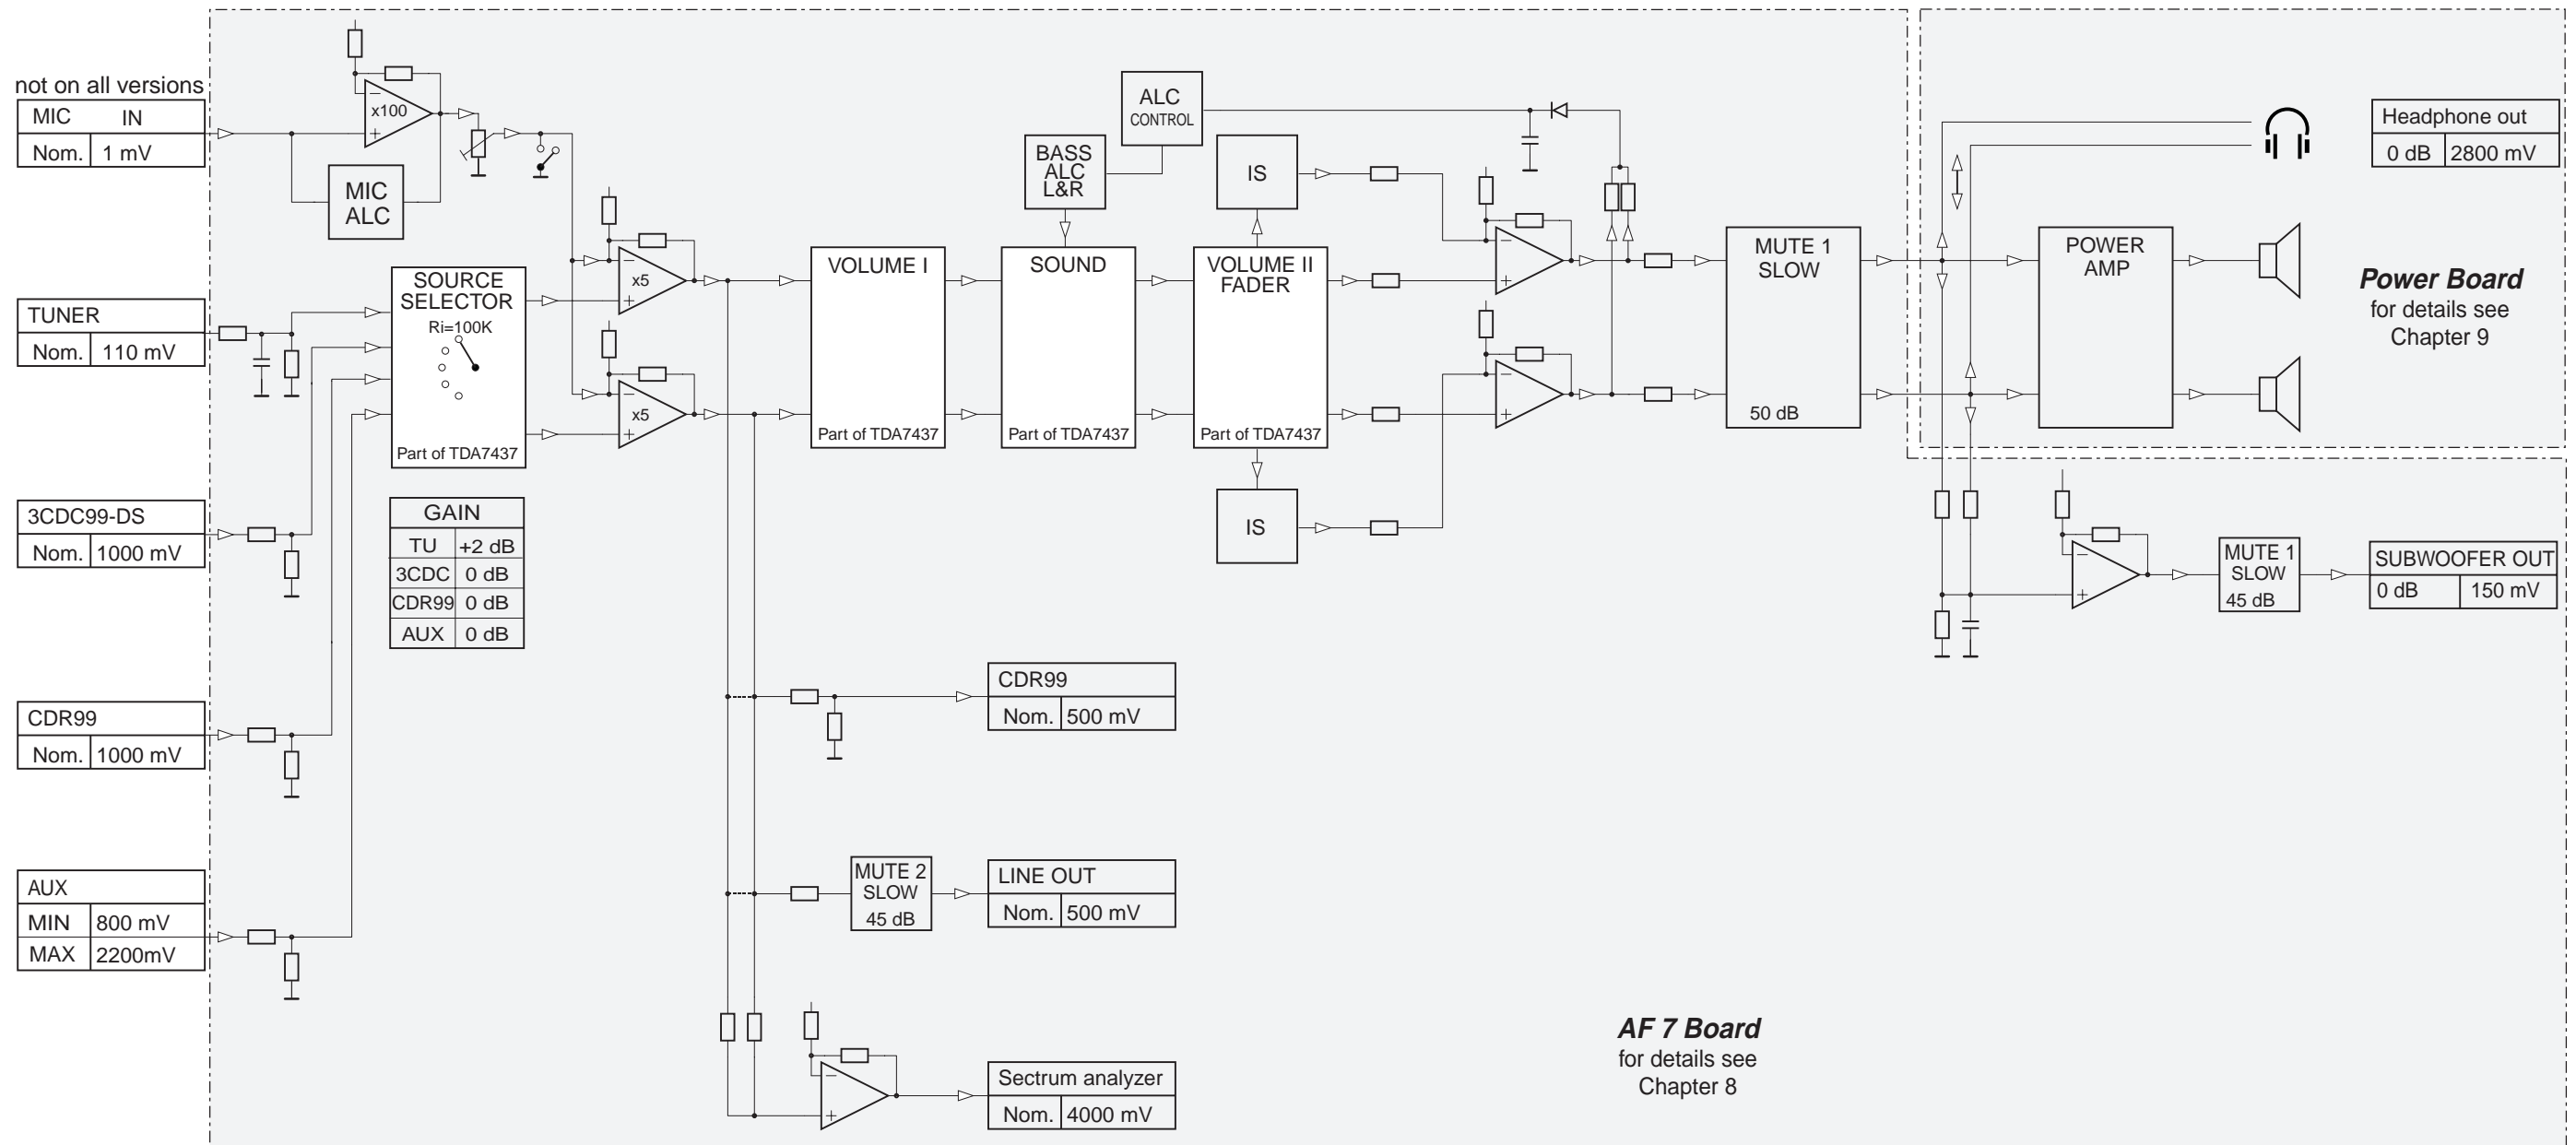 not on all versions
MIC IN
Nom. 1 mV
x100
MIC
ALC
TUNER
Nom. 110 mV
3CDC99-DS
Nom. 1000 mV
CDR99
Nom. 1000 mV
AUX
MIN 800 mV
MAX 2200mV
SOURCE
SELECTOR
Ri=100K
Part of TDA7437
GAIN
TU +2 dB
3CDC 0 dB
CDR99 0 dB
AUX 0 dB
x5
x5
VOLUME I
Part of TDA7437
ALC
CONTROL
BASS
ALC
L&R
SOUND
Part of TDA7437
IS
VOLUME II
FADER
Part of TDA7437
IS
MUTE 1
SLOW
50 dB
CDR99
Nom. 500 mV
MUTE 2
SLOW
45 dB
LINE OUT
Nom. 500 mV
Sectrum analyzer
Nom. 4000 mV
AF 7 Board
for details see
Chapter 8
Headphone out
0 dB 2800 mV
POWER
AMP
Power Board
for details see
Chapter 9
MUTE 1
SLOW
45 dB
SUBWOOFER OUT
0 dB 150 mV